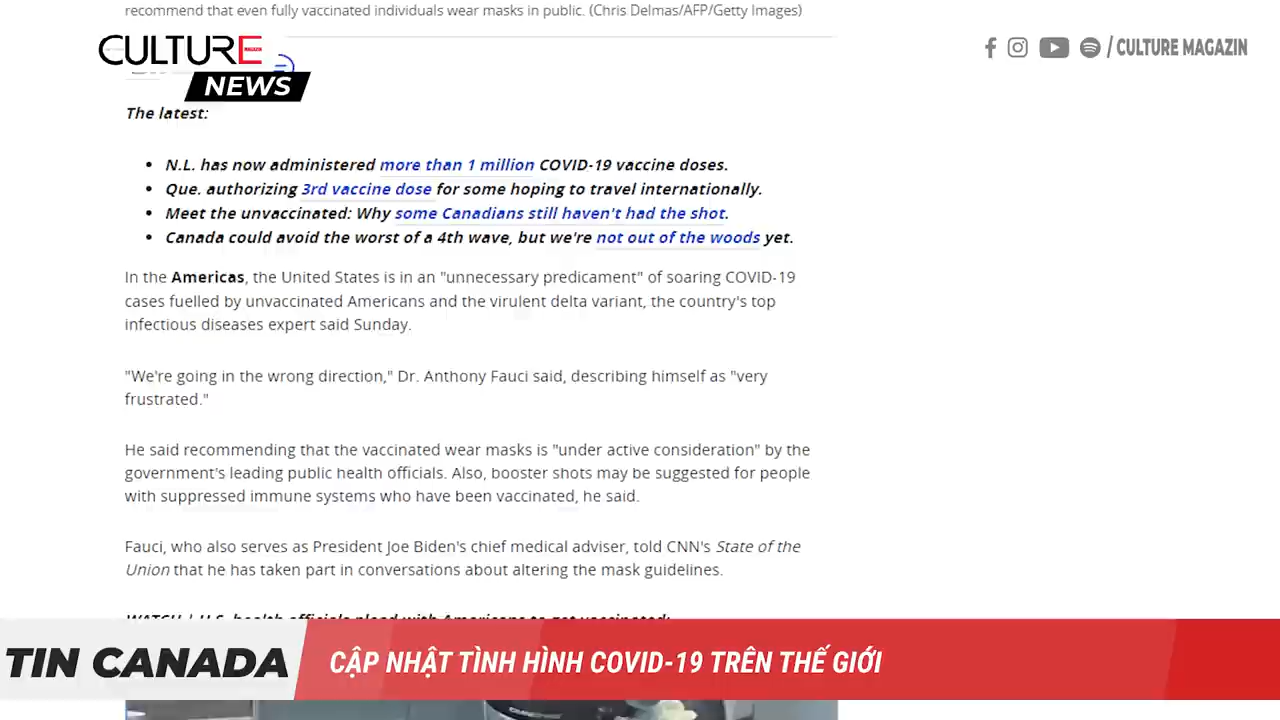 recommend that even fully vaccinated individuals wear masks in public. (Chris Delmas/AFP/Getty Images)
CULTURE
NEWS
/ CULTURE MAGAZIN
The latest:
• N.L. has now administered more than 1 million COVID-19 vaccine doses.
• Que. authorizing 3rd vaccine dose for some hoping to travel internationally.
• Meet the unvaccinated: Why some Canadians still haven't had the shot.
• Canada could avoid the worst of a 4th wave, but we're not out of the woods yet.
In the Americas, the United States is in an "unnecessary predicament" of soaring COVID-19
cases fuelled by unvaccinated Americans and the virulent delta variant, the country's top
infectious diseases expert said Sunday.
"We're going in the wrong direction," Dr. Anthony Fauci said, describing himself as "very
frustrated."
He said recommending that the vaccinated wear masks is "under active consideration" by the
government's leading public health officials. Also, booster shots may be suggested for people
with suppressed immune systems who have been vaccinated, he said.
Fauci, who also serves as President Joe Biden's chief medical adviser, told CNN's State of the
Union that he has taken part in conversations about altering the mask guidelines.
WATCH | U.S. health officials plead with Americans to get vaccinated:
TIN CANADA
CẬP NHẬT TÌNH HÌNH COVID-19 TRÊN THẾ GIỚI